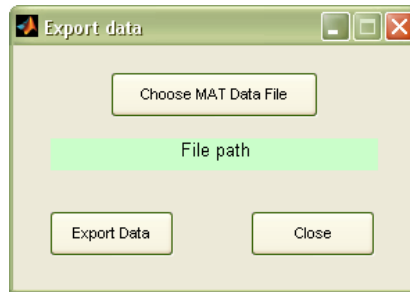 Export data
Choose MAT Data File
File path
Export Data
Close